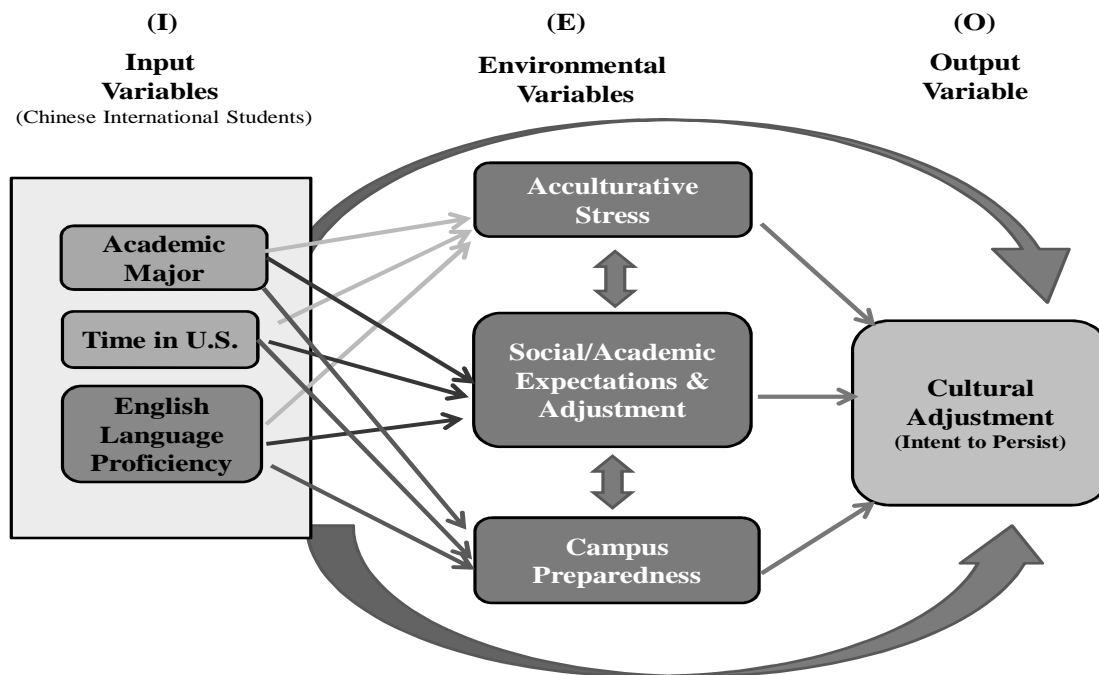 (I)
Input
Variables
(Chinese International Students)
(E)
Environmental
Variables
(O)
Output
Variable
Academic
Major
Time in U.S.
English
Language
Proficiency
Acculturative
Stress
Social/Academic
Expectations &
Adjustment
Campus
Preparedness
Cultural
Adjustment
(Intent to Persist)